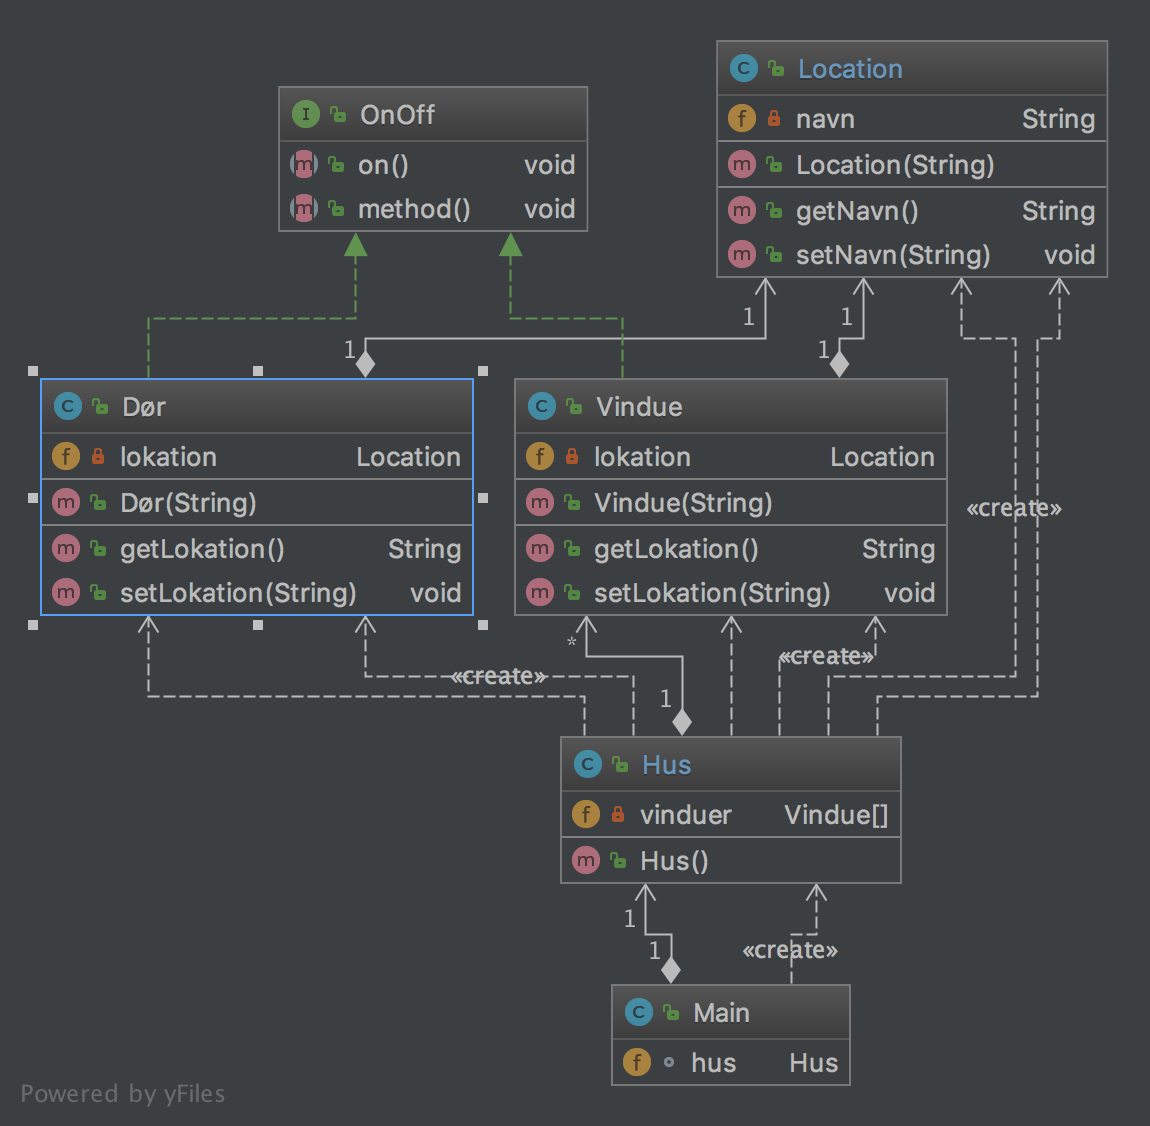 OnOff
on() void
method() void
Location
navn String
Location(String)
getNavn() String
setNavn(String) void
1
1
1
1
Dør
lokation Location
Dør(String)
getLokation() String
setLokation(String) void
Vindue
lokation Location
Vindue(String)
getLokation() String
setLokation(String) void
«create»
*
«create»
«create»
1
Hus
vinduer Vindue[]
Hus()
1
1
«create»
Main
hus Hus
Powered by yFiles